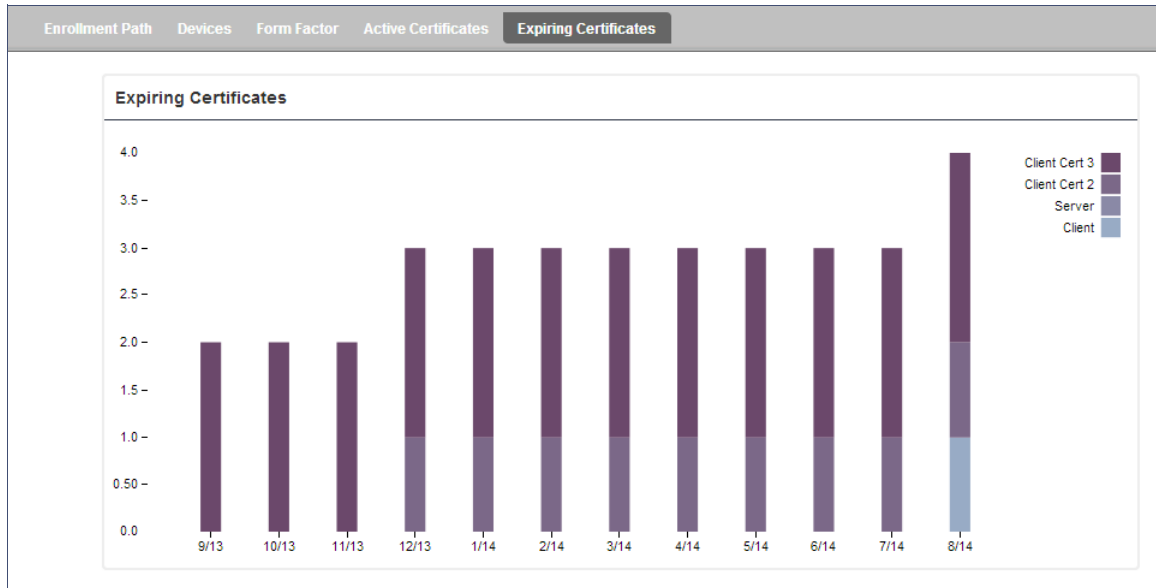 Enrollment Path Devices Form Factor Active Certificates Expiring Certificates
Expiring Certificates
4.0
3.5
3.0
2.5
2.0
1.5
1.0
0.50
0.0
Client Cert 3
Client Cert 2
Server
Client
9/13 10/13 11/13 12/13 1/14 2/14 3/14 4/14 5/14 6/14 7/14 8/14